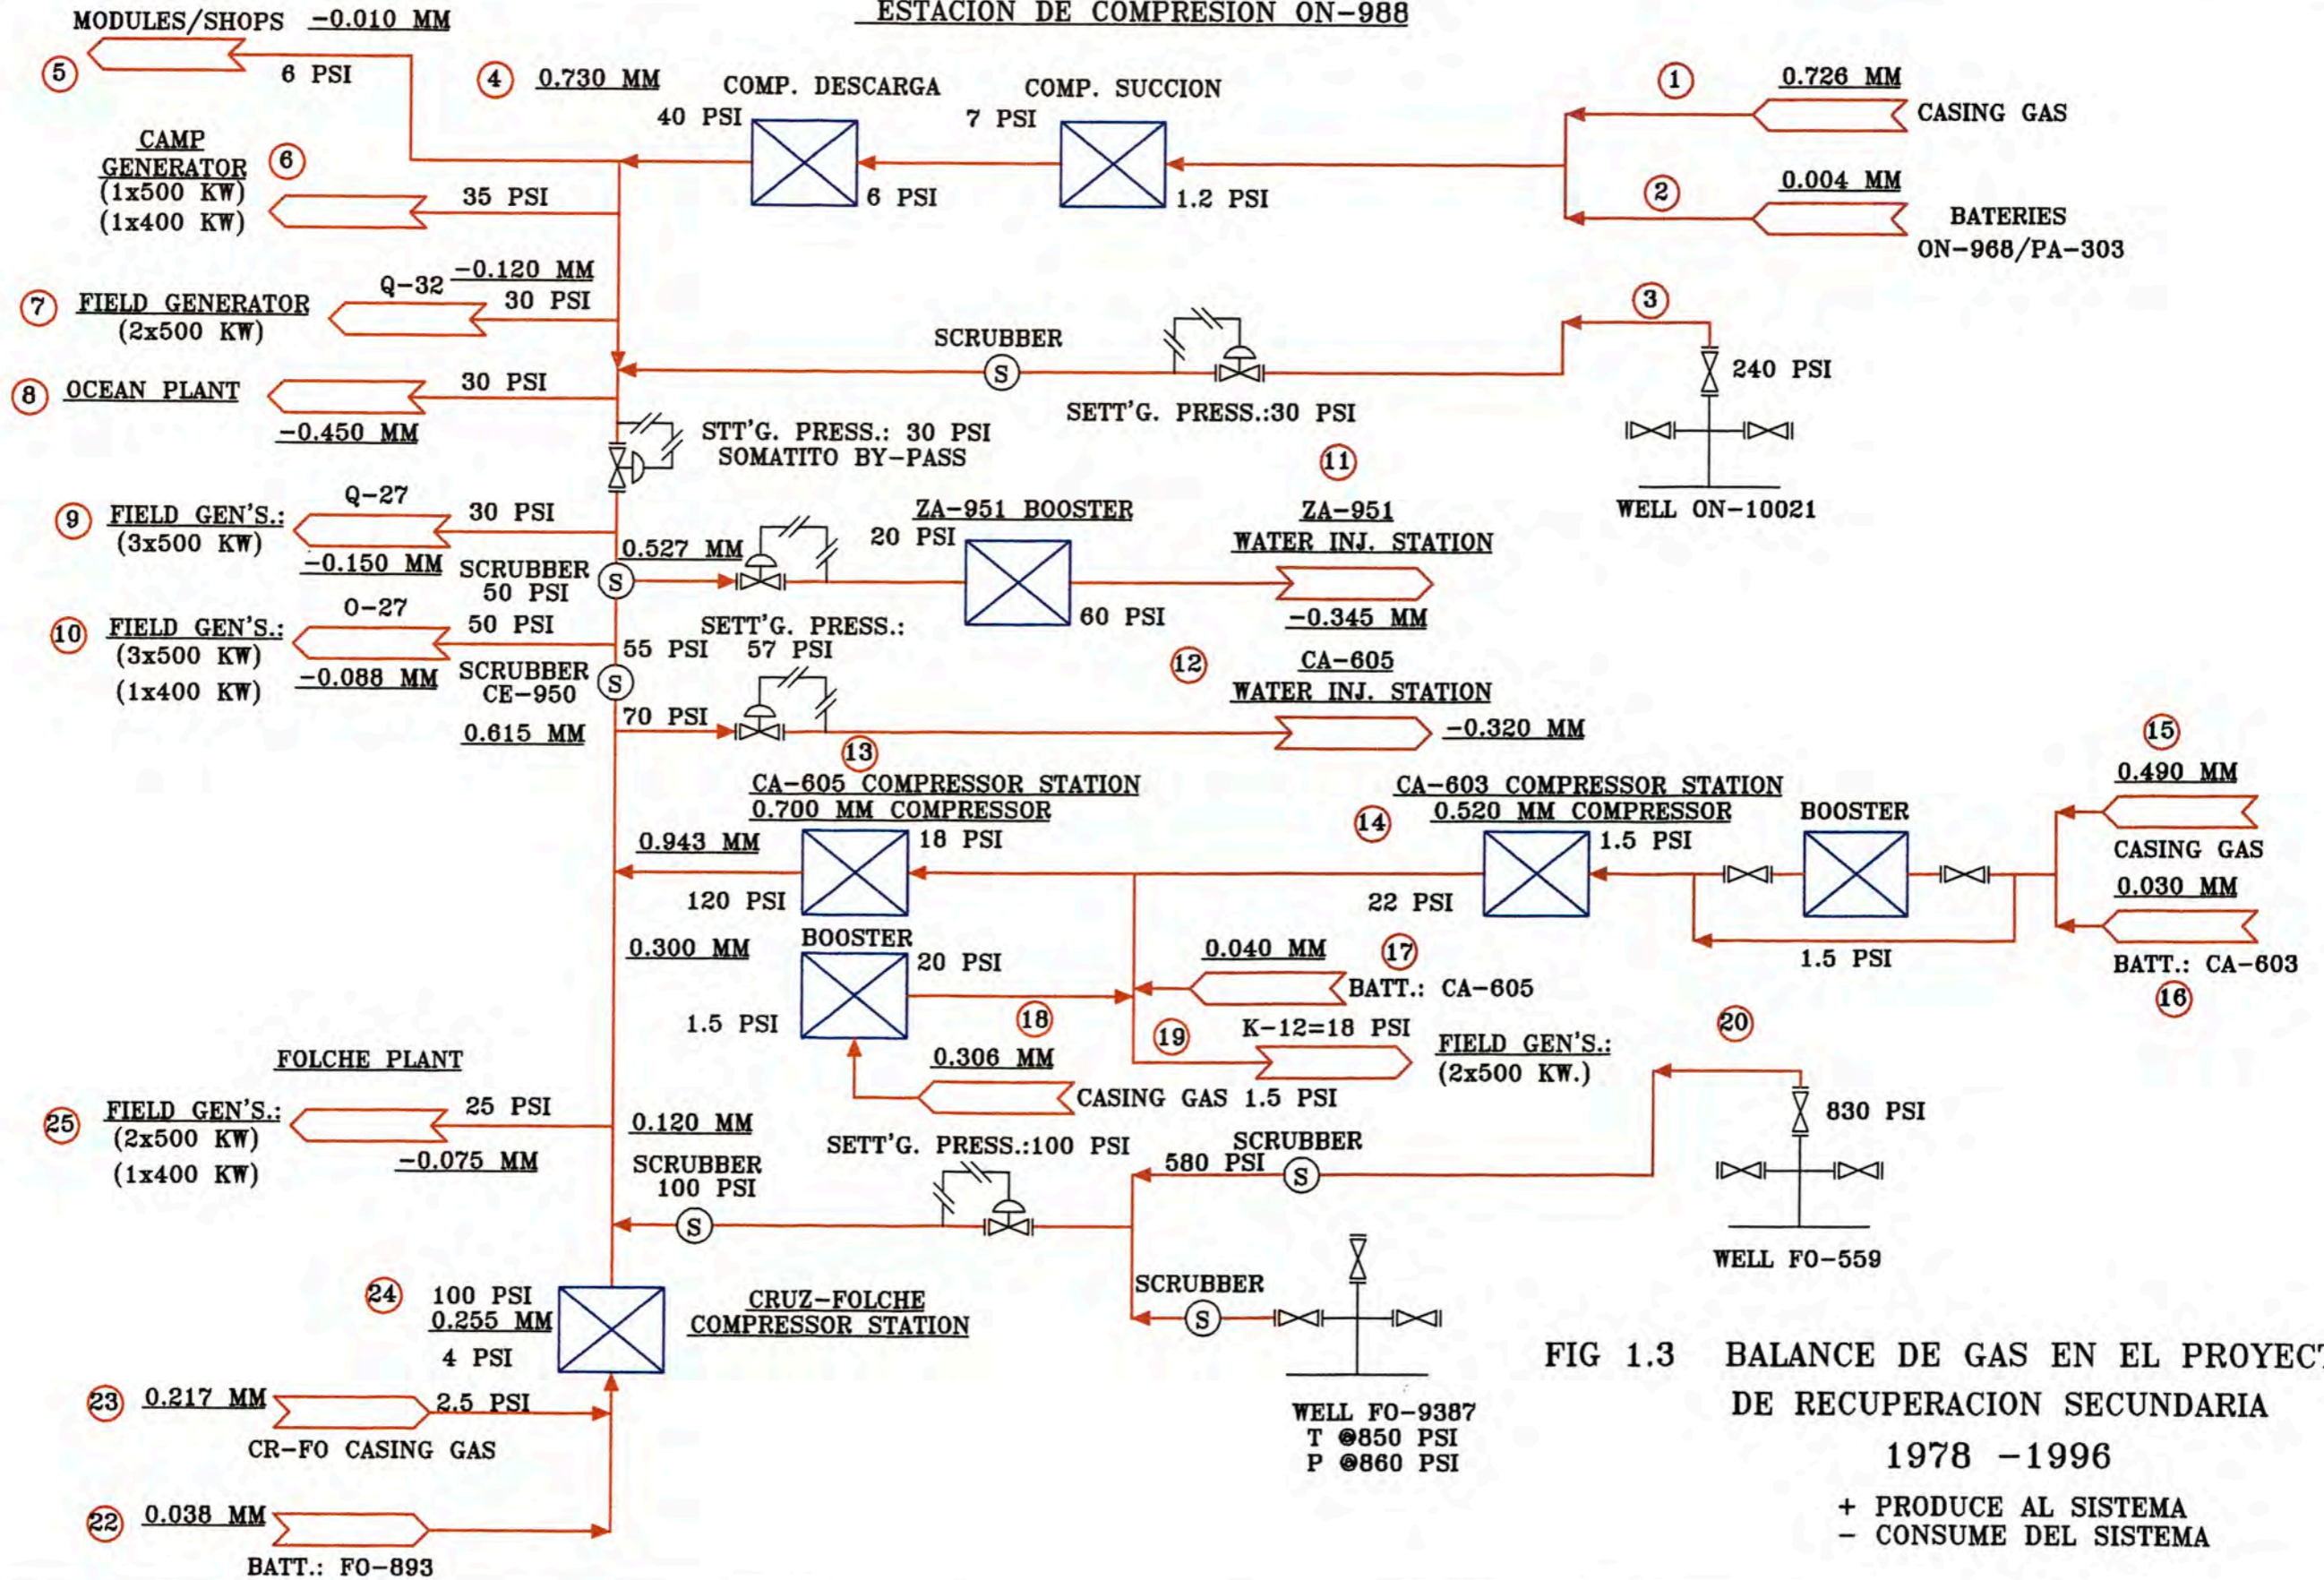 ESTACION DE COMPRESION ON-988
MODULES/SHOPS -0.010 MM
5
6 PSI
4 0.730 MM
COMP. DESCARGA
40 PSI
6 PSI
COMP. SUCCION
7 PSI
1.2 PSI
1
0.726 MM
CASING GAS
2
0.004 MM
BATERIES
ON-968/PA-303
CAMP
GENERATOR
(1x500 KW)
(1x400 KW)
6
35 PSI
Q-32 -0.120 MM
7 FIELD GENERATOR
(2x500 KW)
30 PSI
3
240 PSI
SCRUBBER
S
SETT'G. PRESS.:30 PSI
WELL ON-10021
8 OCEAN PLANT
30 PSI
-0.450 MM
STT'G. PRESS.: 30 PSI
SOMATITO BY-PASS
9 FIELD GEN'S.:
(3x500 KW)
Q-27
30 PSI
-0.150 MM
SCRUBBER
50 PSI
S
0.527 MM
ZA-951 BOOSTER
20 PSI
60 PSI
11
ZA-951
WATER INJ. STATION
-0.345 MM
10 FIELD GEN'S.:
(3x500 KW)
(1x400 KW)
O-27
50 PSI
-0.088 MM
55 PSI
SCRUBBER
CE-950
S
SETT'G. PRESS.:
57 PSI
70 PSI
0.615 MM
12
CA-605
WATER INJ. STATION
-0.320 MM
13
CA-605 COMPRESSOR STATION
0.700 MM COMPRESSOR
0.943 MM
18 PSI
120 PSI
14
CA-603 COMPRESSOR STATION
0.520 MM COMPRESSOR
1.5 PSI
22 PSI
BOOSTER
1.5 PSI
15
0.490 MM
CASING GAS
0.030 MM
BATT.: CA-603
16
0.300 MM
BOOSTER
20 PSI
1.5 PSI
18
0.306 MM
CASING GAS 1.5 PSI
0.040 MM
17
BATT.: CA-605
19
K-12=18 PSI
FIELD GEN'S.:
(2x500 KW.)
20
830 PSI
WELL FO-559
FOLCHE PLANT
25 FIELD GEN'S.:
(2x500 KW)
(1x400 KW)
25 PSI
-0.075 MM
0.120 MM
SCRUBBER
100 PSI
S
SETT'G. PRESS.:100 PSI
SCRUBBER
580 PSI
S
SCRUBBER
S
WELL FO-9387
T @850 PSI
P @860 PSI
24
100 PSI
0.255 MM
4 PSI
CRUZ-FOLCHE
COMPRESSOR STATION
23 0.217 MM
2.5 PSI
CR-FO CASING GAS
22 0.038 MM
BATT.: FO-893
FIG 1.3 BALANCE DE GAS EN EL PROYECT
DE RECUPERACION SECUNDARIA
1978 -1996
+ PRODUCE AL SISTEMA
- CONSUME DEL SISTEMA